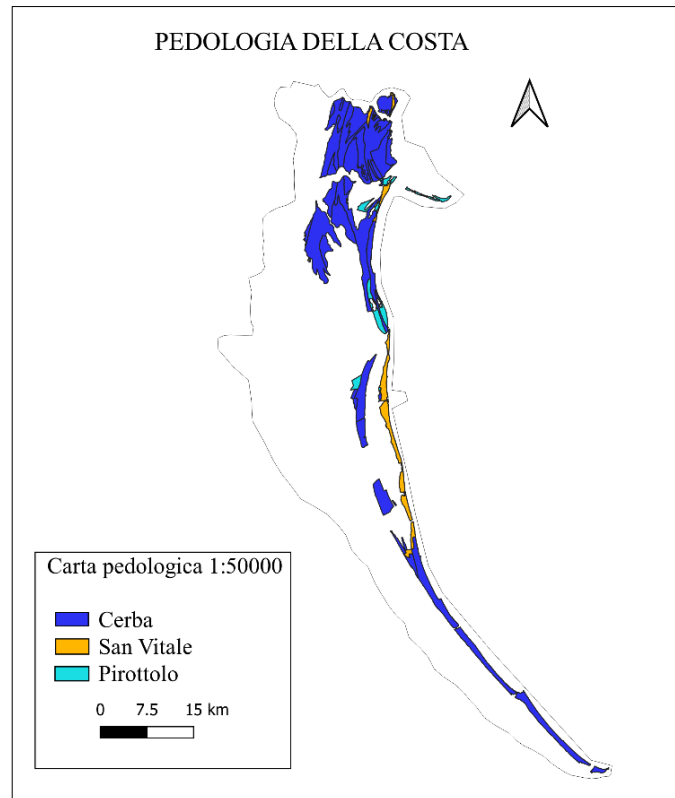 PEDOLOGIA DELLA COSTA
Carta pedologica 1:50000
Cerba
San Vitale
Pirottolo
0 7.5 15 km